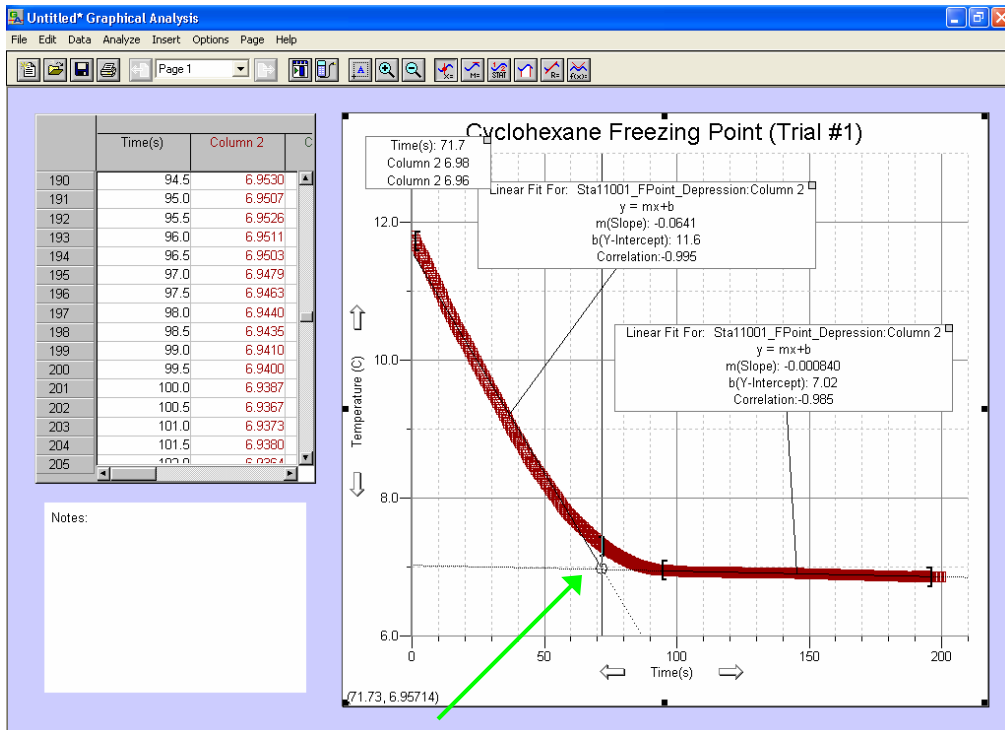 Untitled* Graphical Analysis
File Edit Data Analyze Insert Options Page Help
Page 1
Time(s) Column 2 C
190 94.5 6.9530
191 95.0 6.9507
192 95.5 6.9526
193 96.0 6.9511
194 96.5 6.9503
195 97.0 6.9479
196 97.5 6.9463
197 98.0 6.9440
198 98.5 6.9435
199 99.0 6.9410
200 99.5 6.9400
201 100.0 6.9387
202 100.5 6.9367
203 101.0 6.9373
204 101.5 6.9380
205 102.0 6.9364
Notes:
Cyclohexane Freezing Point (Trial #1)
Time(s): 71.7
Column 2 6.98
Column 2 6.96
Linear Fit For: Sta11001_FPoint_Depression:Column 2
y = mx+b
m(Slope): -0.0641
b(Y-Intercept): 11.6
Correlation:-0.995
Linear Fit For: Sta11001_FPoint_Depression:Column 2
y = mx+b
m(Slope): -0.000840
b(Y-Intercept): 7.02
Correlation:-0.985
Temperature (C)
12.0
10.0
8.0
6.0
0 50 100 150 200
Time(s)
(71.73, 6.95714)